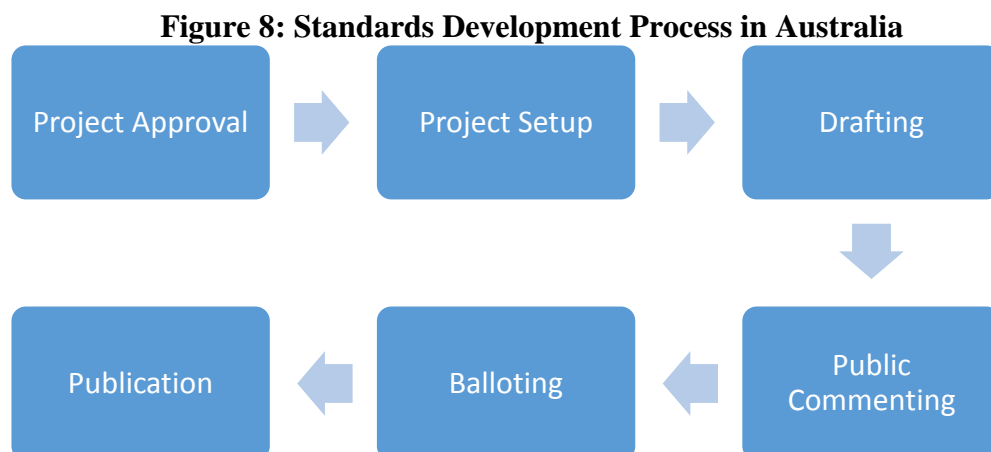 Figure 8: Standards Development Process in Australia
Project Approval
Project Setup
Drafting
Public
Commenting
Balloting
Publication